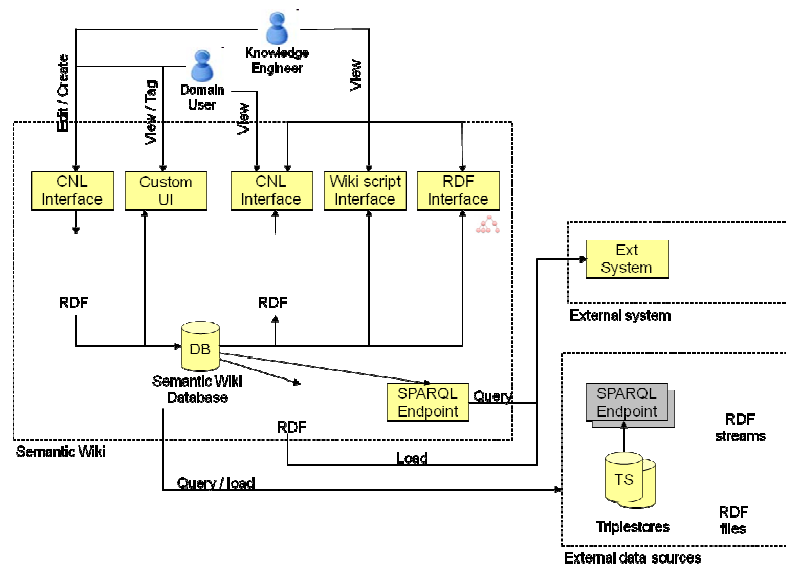 Knowledge
Engineer
Domain
User
Edit / Create
View / Tag
View
View
CNL
Interface
Custom
UI
CNL
Interface
Wiki script
Interface
RDF
Interface
Ext
System
External system
RDF
RDF
DB
Semantic Wiki
Database
SPARQL
Endpoint
Query
RDF
Semantic Wiki
Load
Query / load
SPARQL
Endpoint
RDF
streams
TS
Triplestores
RDF
files
External data sources